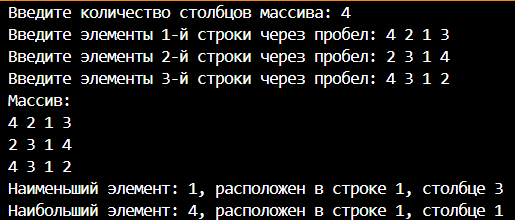 Введите количество столбцов массива: 4
Введите элементы 1-й строки через пробел: 4 2 1 3
Введите элементы 2-й строки через пробел: 2 3 1 4
Введите элементы 3-й строки через пробел: 4 3 1 2
Массив:
4 2 1 3
2 3 1 4
4 3 1 2
Наименьший элемент: 1, расположен в строке 1, столбце 3
Наибольший элемент: 4, расположен в строке 1, столбце 1